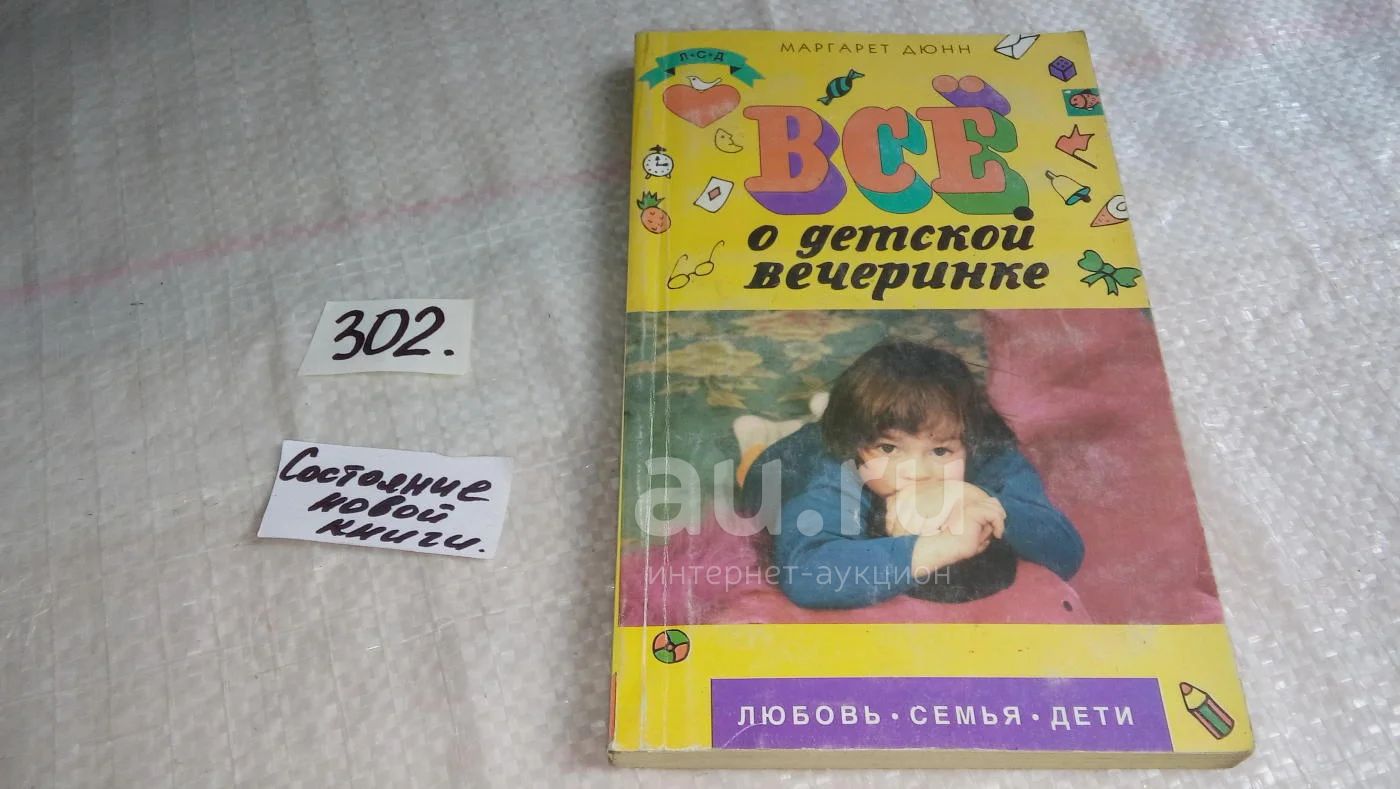 МАРГАРЕТ ДЮНН
Л•С•Д
ВСЁ
о детской
вечеринке
302.
Состояние
новой
книги.
au.ru
интернет-аукцион
ЛЮБОВЬ • СЕМЬЯ • ДЕТИ